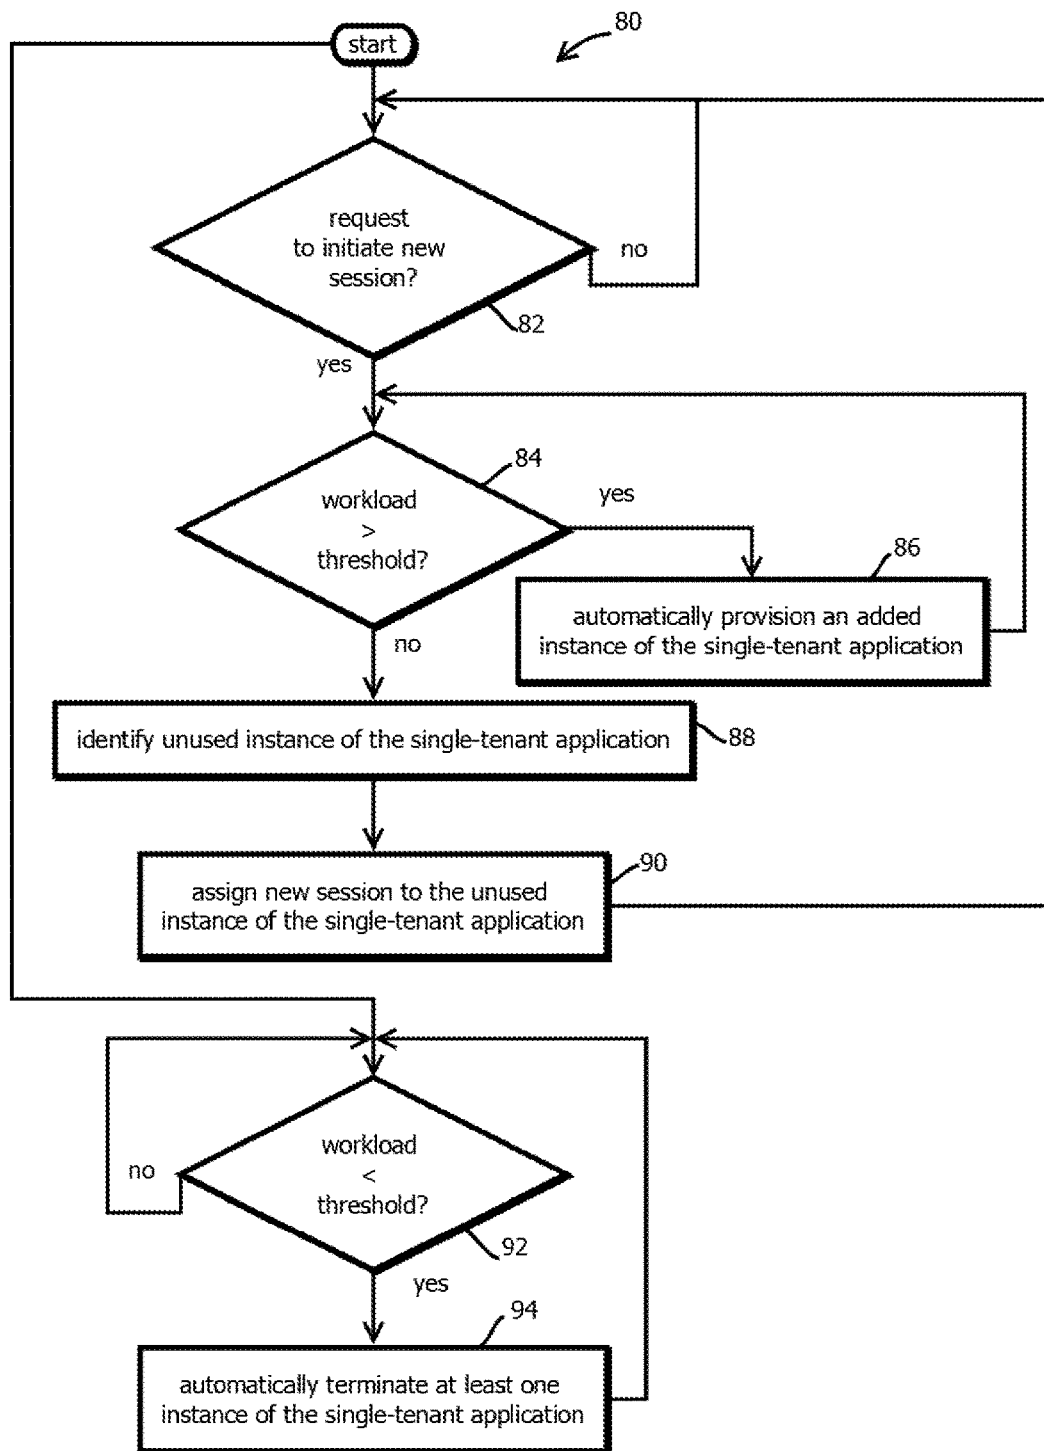 start
80
request
to initiate new
session?
no
82
yes
84
workload
>
threshold?
yes
86
automatically provision an added
instance of the single-tenant application
no
identify unused instance of the single-tenant application
88
90
assign new session to the unused
instance of the single-tenant application
workload
<
threshold?
no
92
yes
94
automatically terminate at least one
instance of the single-tenant application